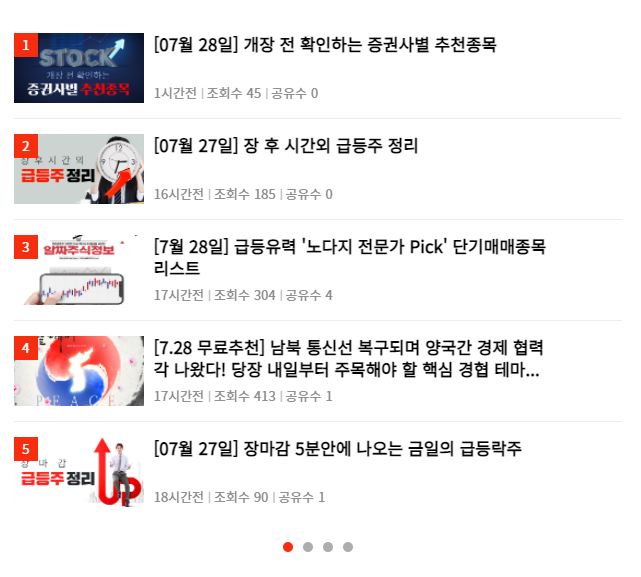 1
STOCK
개장 전 확인하는
증권사별 추천종목
[07월 28일] 개장 전 확인하는 증권사별 추천종목
1시간전 | 조회수 45 | 공유수 0
2
장 후 시간외
급등주 정리
[07월 27일] 장 후 시간외 급등주 정리
16시간전 | 조회수 185 | 공유수 0
3
알짜주식정보
[7월 28일] 급등유력 '노다지 전문가 Pick' 단기매매종목
리스트
17시간전 | 조회수 304 | 공유수 4
4
PEACE
[7.28 무료추천] 남북 통신선 복구되며 양국간 경제 협력
각 나왔다! 당장 내일부터 주목해야 할 핵심 경협 테마...
17시간전 | 조회수 413 | 공유수 1
5
장 마 감
급등주 정리
UP
[07월 27일] 장마감 5분안에 나오는 금일의 급등락주
18시간전 | 조회수 90 | 공유수 1